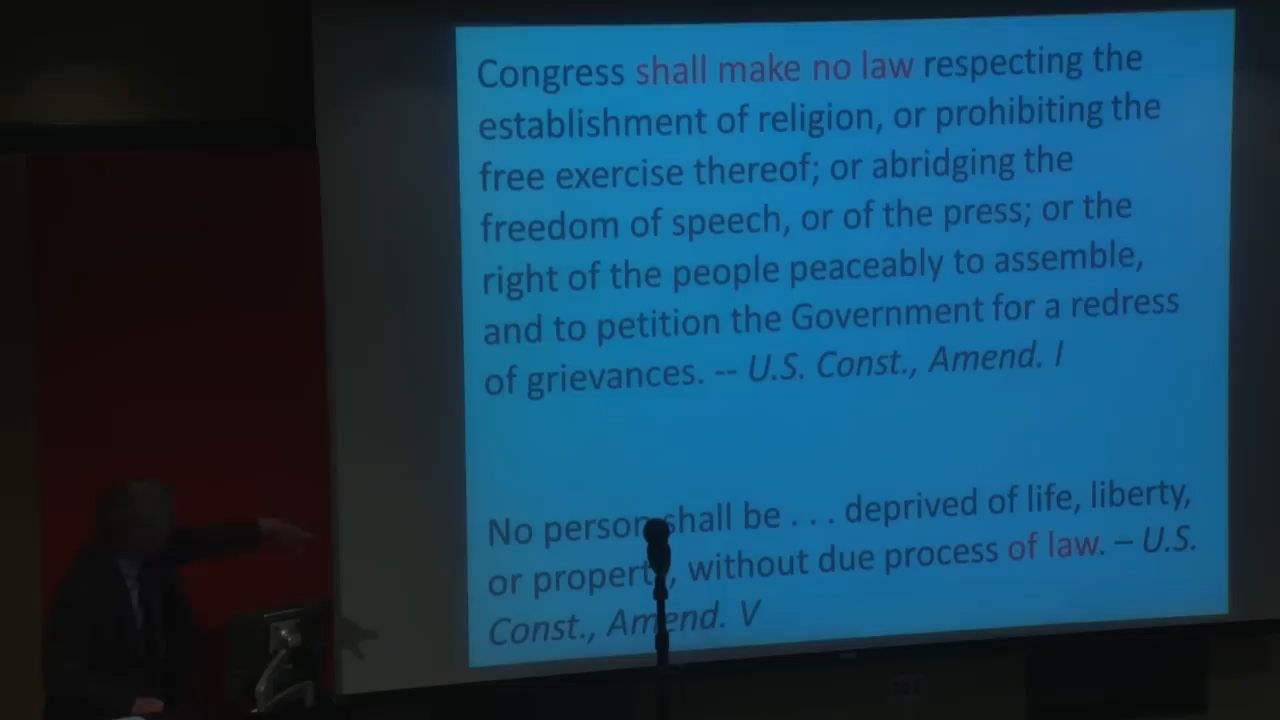 Congress shall make no law respecting the
establishment of religion, or prohibiting the
free exercise thereof; or abridging the
freedom of speech, or of the press; or the
right of the people peaceably to assemble,
and to petition the Government for a redress
of grievances. -- U.S. Const., Amend. I
No person shall be . . . deprived of life, liberty,
or property, without due process of law. – U.S.
Const., Amend. V